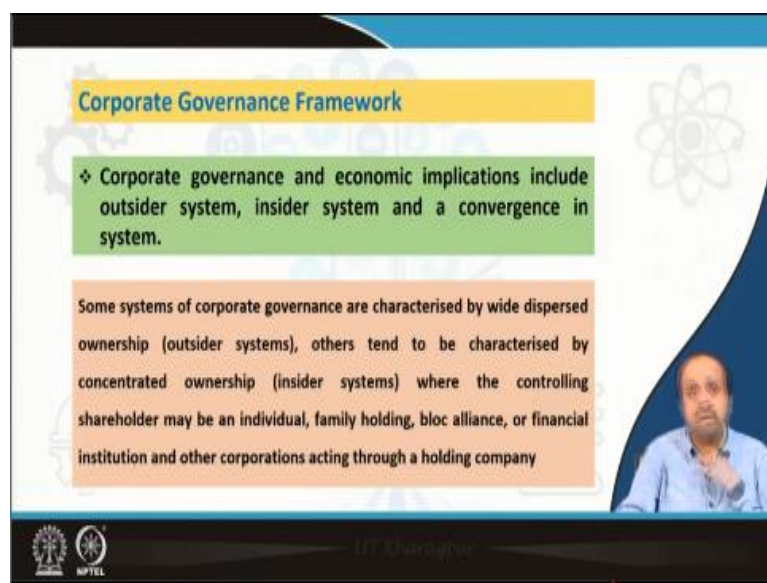 Corporate Governance Framework
❖ Corporate governance and economic implications include
outsider system, insider system and a convergence in
system.
Some systems of corporate governance are characterised by wide dispersed
ownership (outsider systems), others tend to be characterised by
concentrated ownership (insider systems) where the controlling
shareholder may be an individual, family holding, bloc alliance, or financial
institution and other corporations acting through a holding company
IIT Kharagpur
NPTEL